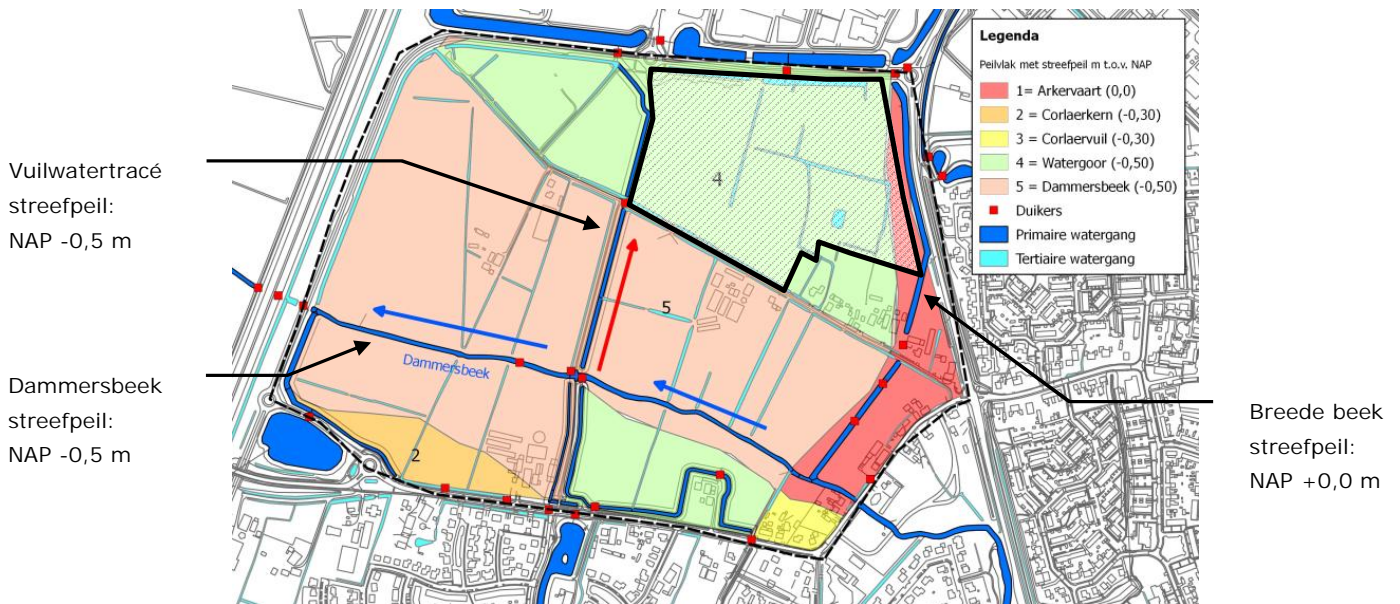 Vuilwatertracé
streefpeil:
NAP -0,5 m
Dammersbeek
streefpeil:
NAP -0,5 m
4
5
Dammersbeek
2
Legenda
Peilvlak met streefpeil m t.o.v. NAP
1= Arkervaart (0,0)
2 = Corlaerkern (-0,30)
3 = Corlaervuil (-0,30)
4 = Watergoor (-0,50)
5 = Dammersbeek (-0,50)
Duikers
Primaire watergang
Tertiaire watergang
Breede beek
streefpeil:
NAP +0,0 m